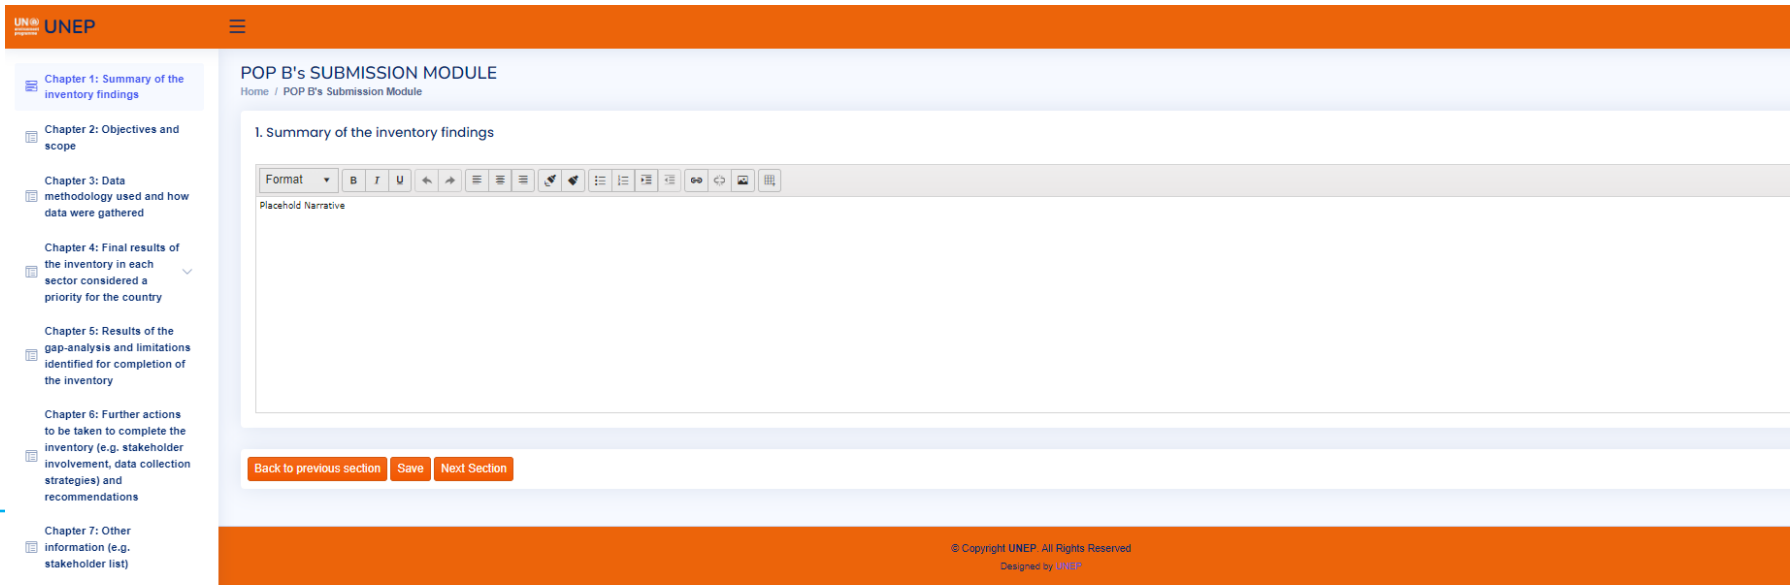 UN
environment
programme
UNEP
Chapter 1: Summary of the
inventory findings
Chapter 2: Objectives and
scope
Chapter 3: Data
methodology used and how
data were gathered
Chapter 4: Final results of
the inventory in each
sector considered a
priority for the country
Chapter 5: Results of the
gap-analysis and limitations
identified for completion of
the inventory
Chapter 6: Further actions
to be taken to complete the
inventory (e.g. stakeholder
involvement, data collection
strategies) and
recommendations
Chapter 7: Other
information (e.g.
stakeholder list)
POP B's SUBMISSION MODULE
Home / POP B's Submission Module
1. Summary of the inventory findings
Format B I U
Placehold Narrative
Back to previous section Save Next Section
© Copyright UNEP. All Rights Reserved
Designed by UNEP